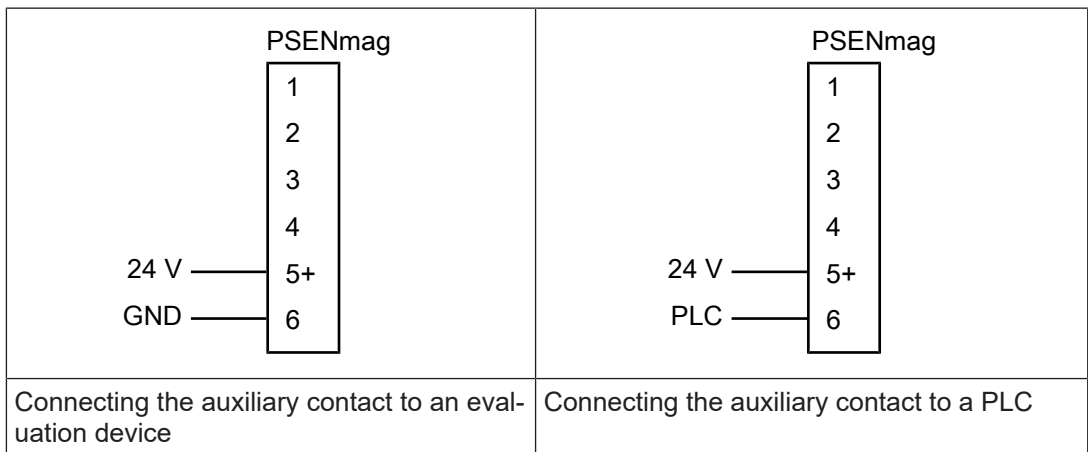 PSENmag
1
2
3
4
24 V
5+
GND
6
Connecting the auxiliary contact to an eval-
uation device
PSENmag
1
2
3
4
24 V
5+
PLC
6
Connecting the auxiliary contact to a PLC